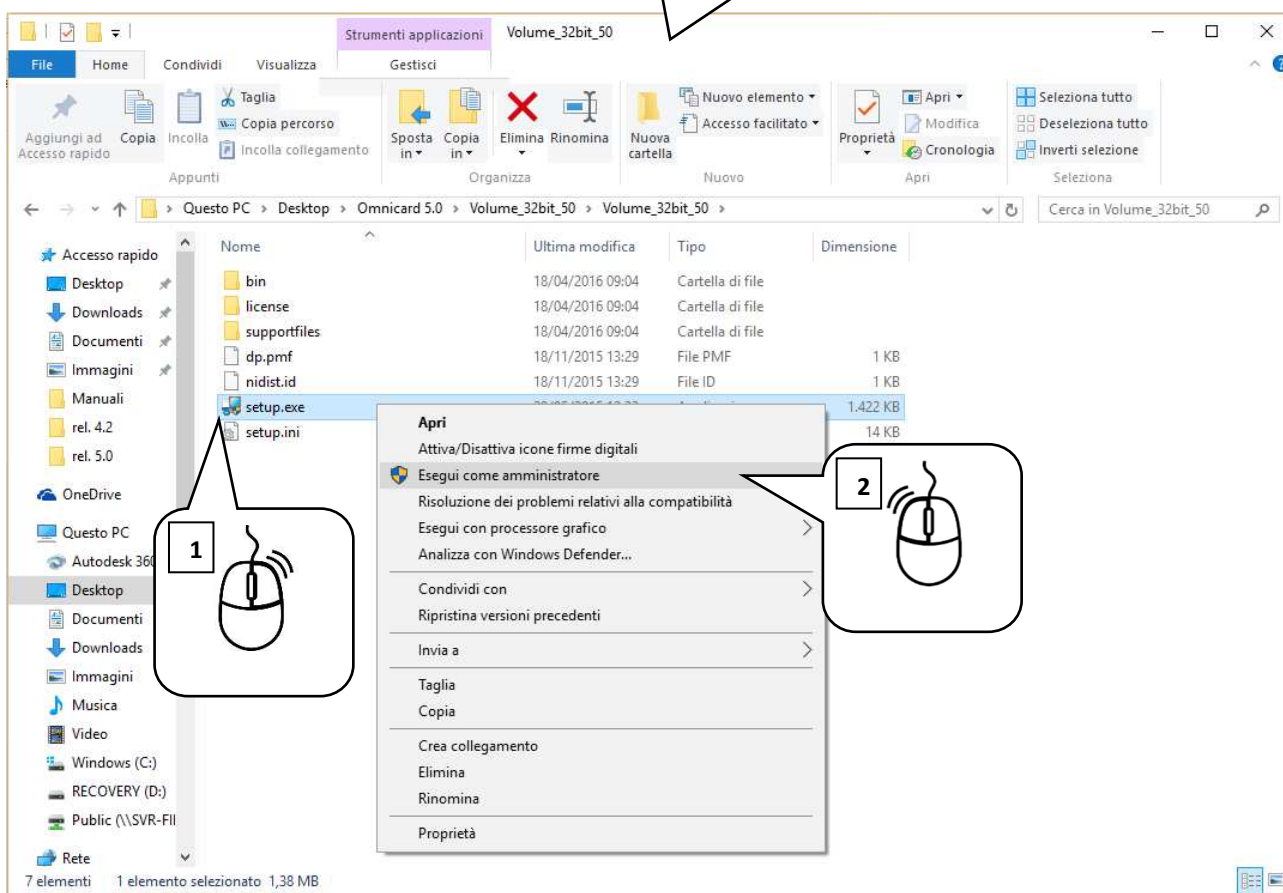 Strumenti applicazioni Volume_32bit_50
File Home Condividi Visualizza Gestisci
Aggiungi ad Accesso rapido
Copia
Incolla
Taglia
Copia percorso
Incolla collegamento
Appunti
Sposta in
Copia in
Elimina
Rinomina
Organizza
Nuova cartella
Nuovo elemento
Accesso facilitato
Nuovo
Proprietà
Apri
Modifica
Cronologia
Apri
Seleziona tutto
Deseleziona tutto
Inverti selezione
Seleziona
Questo PC > Desktop > Omnicard 5.0 > Volume_32bit_50 > Volume_32bit_50 >
Cerca in Volume_32bit_50
Accesso rapido
Desktop
Downloads
Documenti
Immagini
Manuali
rel. 4.2
rel. 5.0
OneDrive
Questo PC
Autodesk 360
Desktop
Documenti
Downloads
Immagini
Musica
Video
Windows (C:)
RECOVERY (D:)
Public (\\SVR-FII
Rete
Nome Ultima modifica Tipo Dimensione
bin 18/04/2016 09:04 Cartella di file
license 18/04/2016 09:04 Cartella di file
supportfiles 18/04/2016 09:04 Cartella di file
dp.pmf 18/11/2015 13:29 File PMF 1 KB
nidist.id 18/11/2015 13:29 File ID 1 KB
setup.exe 1.422 KB
setup.ini 14 KB
Apri
Attiva/Disattiva icone firme digitali
Esegui come amministratore
Risoluzione dei problemi relativi alla compatibilità
Esegui con processore grafico
Analizza con Windows Defender...
Condividi con
Ripristina versioni precedenti
Invia a
Taglia
Copia
Crea collegamento
Elimina
Rinomina
Proprietà
1
2
7 elementi 1 elemento selezionato 1,38 MB